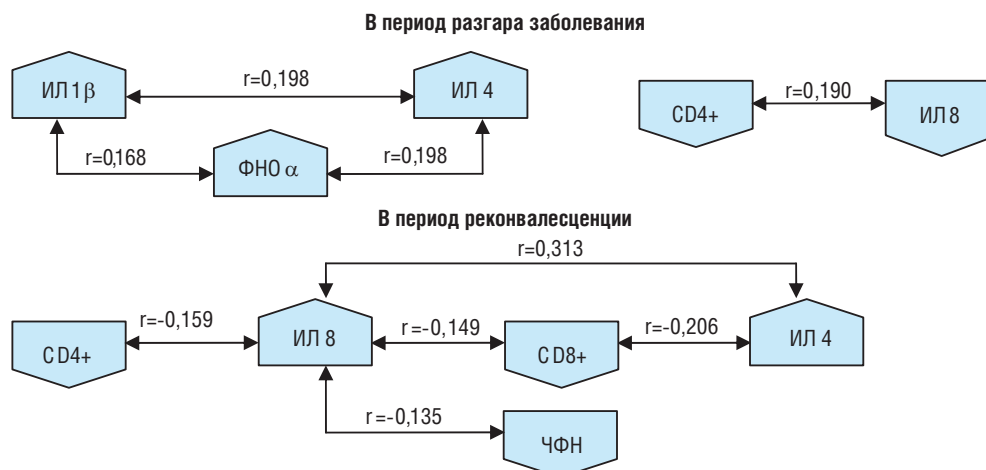 В период разгара заболевания
ИЛ 1 β
r=0,198
ИЛ 4
CD4+
r=0,190
ИЛ 8
r=0,168
ФНО α
r=0,198
В период реконвалесценции
r=0,313
CD4+
r=-0,159
ИЛ 8
r=-0,149
CD8+
r=-0,206
ИЛ 4
r=-0,135
ЧФН